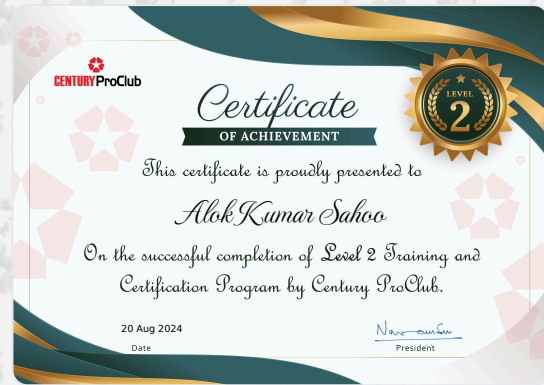 CENTURY ProClub
LEVEL
2
Certificate
OF ACHIEVEMENT
This certificate is proudly presented to
Alok Kumar Sahoo
On the successful completion of Level 2 Training and
Certification Program by Century ProClub.
20 Aug 2024
Date
President